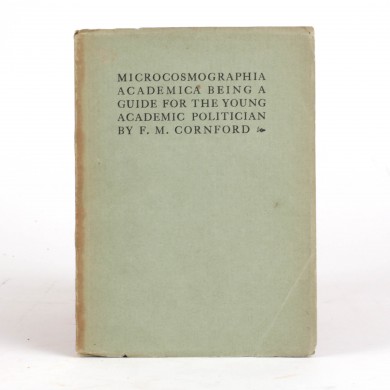 MICROCOSMOGRAPHIA
ACADEMICA BEING A
GUIDE FOR THE YOUNG
ACADEMIC POLITICIAN
BY F. M. CORNFORD ❧